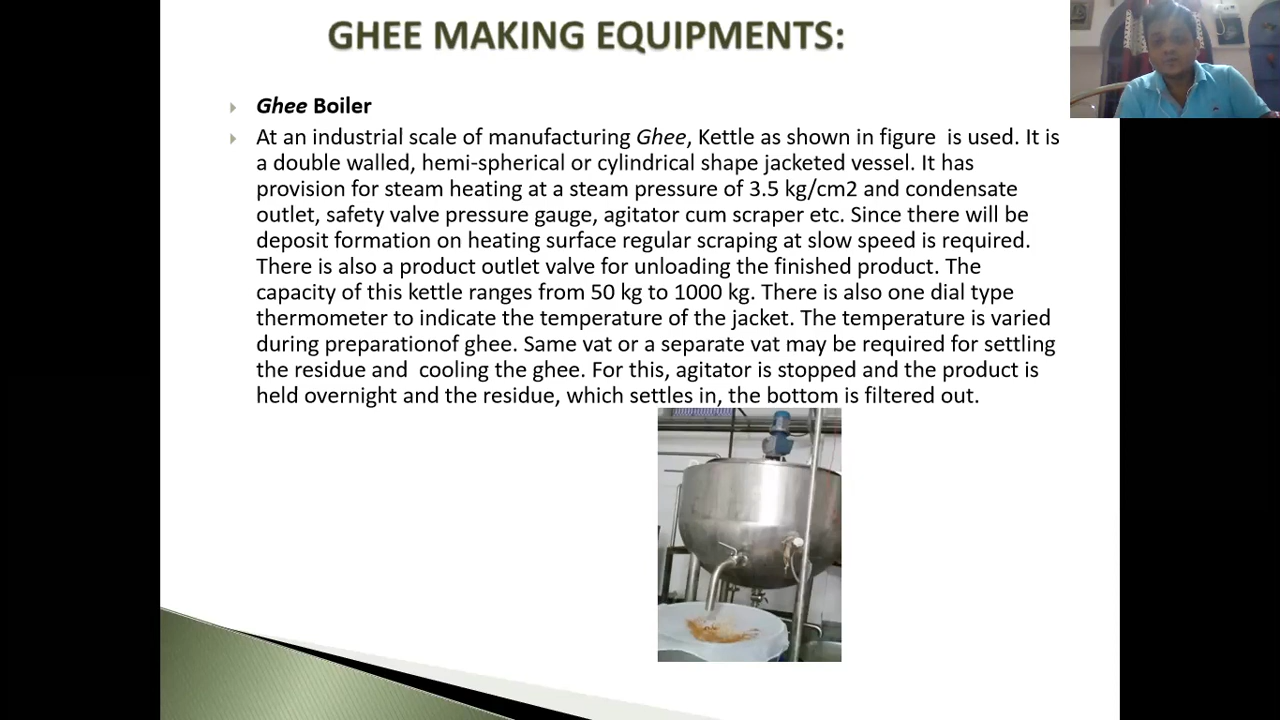 GHEE MAKING EQUIPMENTS:
Ghee Boiler
At an industrial scale of manufacturing Ghee, Kettle as shown in figure is used. It is
a double walled, hemi-spherical or cylindrical shape jacketed vessel. It has
provision for steam heating at a steam pressure of 3.5 kg/cm2 and condensate
outlet, safety valve pressure gauge, agitator cum scraper etc. Since there will be
deposit formation on heating surface regular scraping at slow speed is required.
There is also a product outlet valve for unloading the finished product. The
capacity of this kettle ranges from 50 kg to 1000 kg. There is also one dial type
thermometer to indicate the temperature of the jacket. The temperature is varied
during preparationof ghee. Same vat or a separate vat may be required for settling
the residue and cooling the ghee. For this, agitator is stopped and the product is
held overnight and the residue, which settles in, the bottom is filtered out.